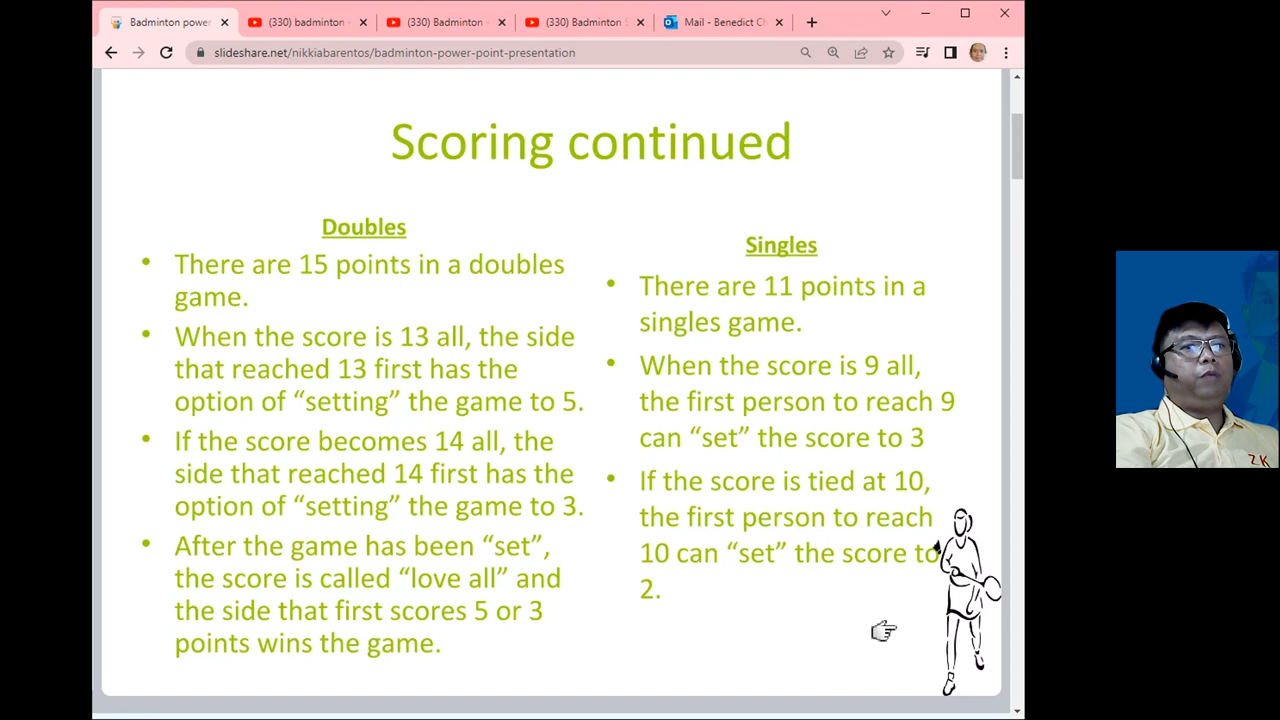 Badminton power
(330) badminton
(330) Badminton
(330) Badminton S
Mail - Benedict Ch
slideshare.net/nikkiabarentos/badminton-power-point-presentation
Scoring continued
Doubles
• There are 15 points in a doubles
game.
• When the score is 13 all, the side
that reached 13 first has the
option of “setting” the game to 5.
• If the score becomes 14 all, the
side that reached 14 first has the
option of “setting” the game to 3.
• After the game has been “set”,
the score is called “love all” and
the side that first scores 5 or 3
points wins the game.
Singles
• There are 11 points in a
singles game.
• When the score is 9 all,
the first person to reach 9
can “set” the score to 3
• If the score is tied at 10,
the first person to reach
10 can “set” the score to
2.
ZK